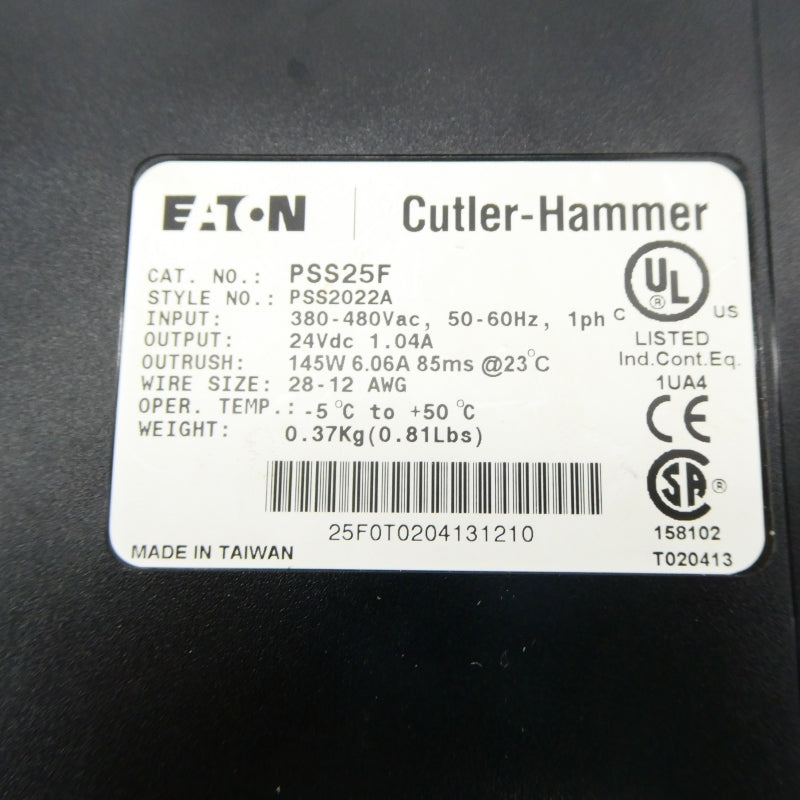 EATON | Cutler-Hammer
CAT. NO.: PSS25F
STYLE NO.: PSS2022A
INPUT: 380-480Vac, 50-60Hz, 1ph
OUTPUT: 24Vdc 1.04A
OUTRUSH: 145W 6.06A 85ms @23°C
WIRE SIZE: 28-12 AWG
OPER. TEMP.: -5°C to +50°C
WEIGHT: 0.37Kg(0.81Lbs)
C UL® US
LISTED
Ind.Cont.Eq.
1UA4
CE
SA®
158102
T020413
25F0T0204131210
MADE IN TAIWAN